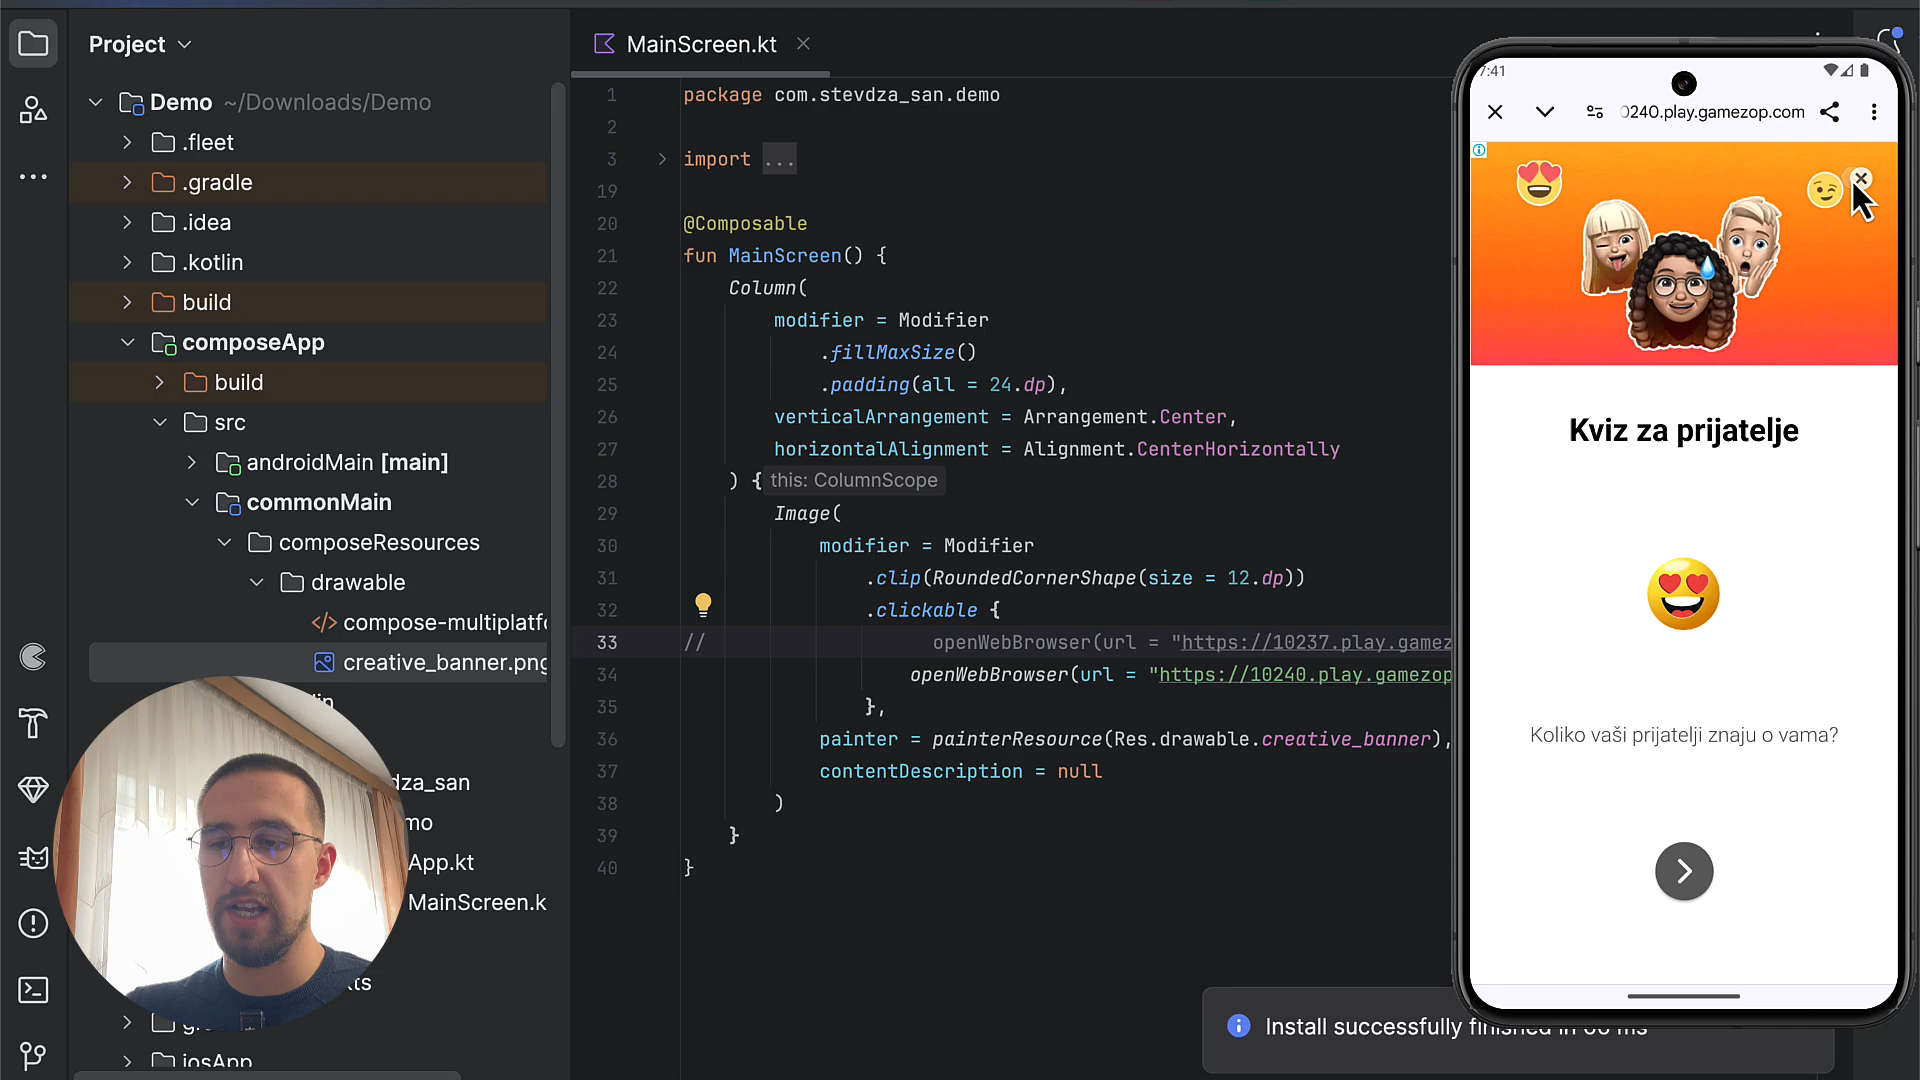 Project
Demo ~/Downloads/Demo
.fleet
.gradle
.idea
.kotlin
build
composeApp
build
src
androidMain [main]
commonMain
composeResources
drawable
compose-multiplatfo
creative_banner.png
dza_san
mo
App.kt
MainScreen.k
ts
iosApp
MainScreen.kt
1 package com.stevdza_san.demo
2
3 import ...
19
20 @Composable
21 fun MainScreen() {
22 Column(
23 modifier = Modifier
24 .fillMaxSize()
25 .padding(all = 24.dp),
26 verticalArrangement = Arrangement.Center,
27 horizontalAlignment = Alignment.CenterHorizontally
28 ) { this: ColumnScope
29 Image(
30 modifier = Modifier
31 .clip(RoundedCornerShape(size = 12.dp))
32 .clickable {
33 // openWebBrowser(url = "https://10237.play.gamez
34 openWebBrowser(url = "https://10240.play.gamezop
35 },
36 painter = painterResource(Res.drawable.creative_banner),
37 contentDescription = null
38 )
39 }
40 }
Install successfully finished in
ms
7:41
0240.play.gamezop.com
Kviz za prijatelje
Koliko vaši prijatelji znaju o vama?